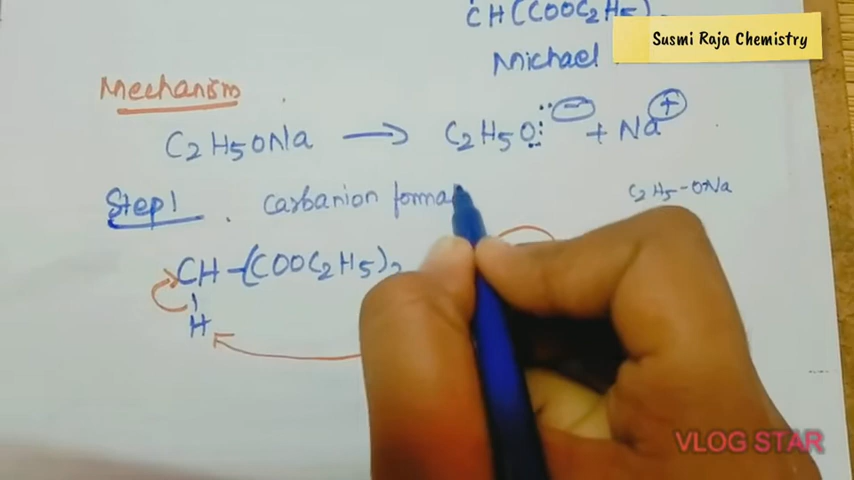 CH(COOC2H5)2
Susmi Raja Chemistry
Michael
Mechanism
C2H5ONa → C2H5O:⊖ + Na⊕
C2H5-ONa
Step1 . carbanion forma
CH-(COOC2H5)2
H
VLOG STAR